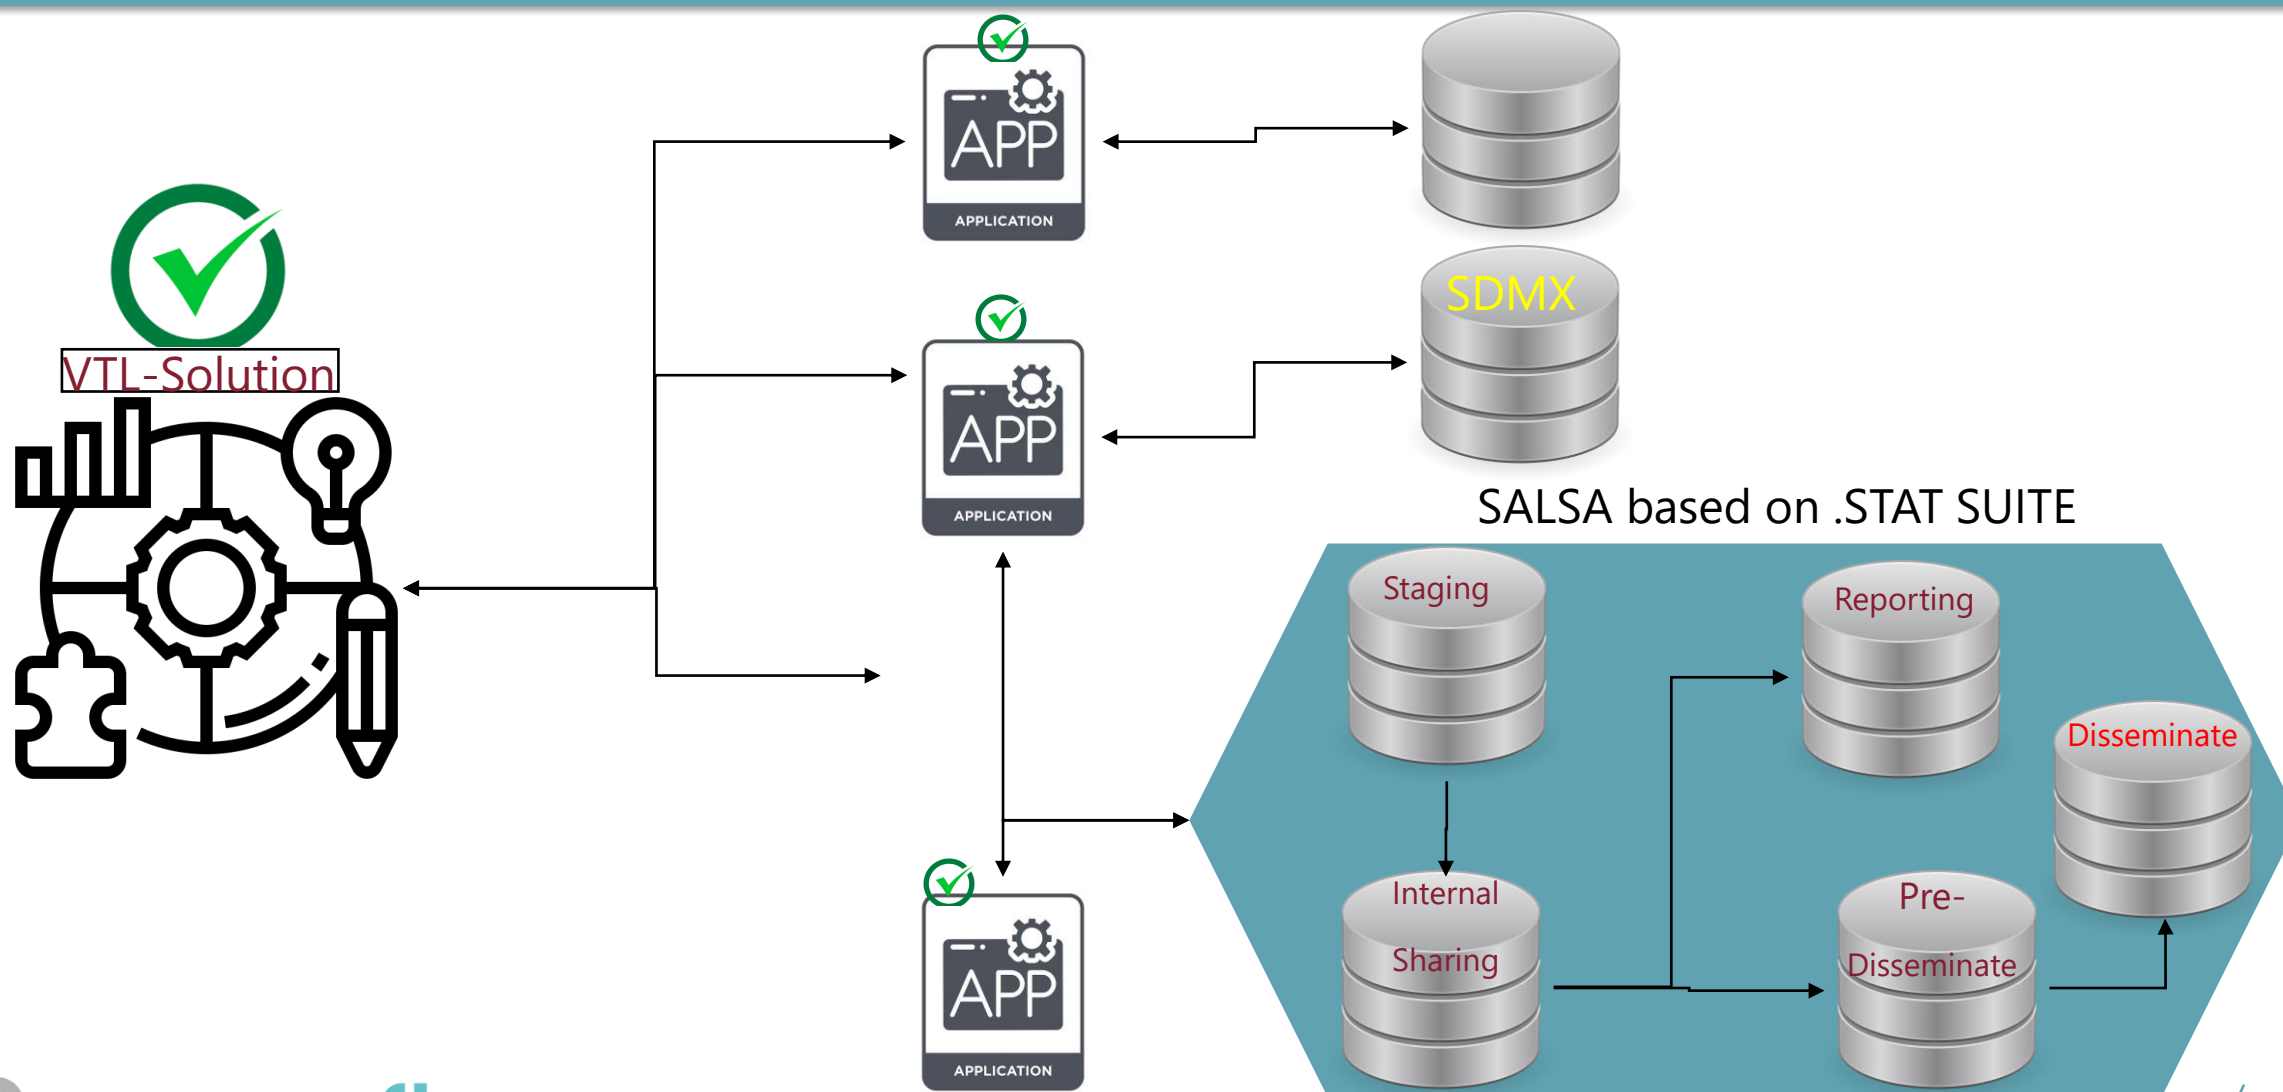 APP
APPLICATION
SDMX
VTL-Solution
APP
APPLICATION
SALSA based on .STAT SUITE
Staging
Reporting
Disseminate
Internal
Sharing
Pre-
Disseminate
APP
APPLICATION